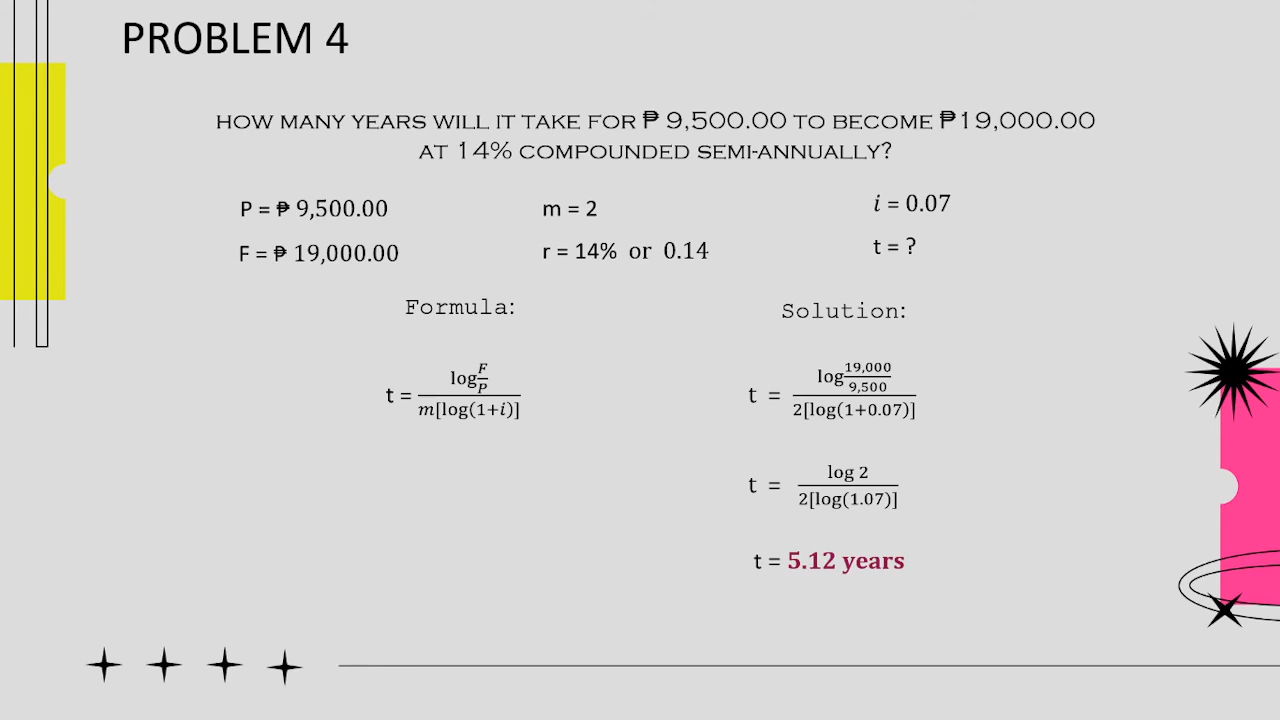 PROBLEM 4
HOW MANY YEARS WILL IT TAKE FOR ₱ 9,500.00 TO BECOME ₱19,000.00
AT 14% COMPOUNDED SEMI-ANNUALLY?
P = ₱ 9,500.00 m = 2 i = 0.07
F = ₱ 19,000.00 r = 14% or 0.14 t = ?
Formula: Solution:
t = log F/P / m[log(1+i)] t = log 19,000/9,500 / 2[log(1+0.07)]
t = log 2 / 2[log(1.07)]
t = 5.12 years